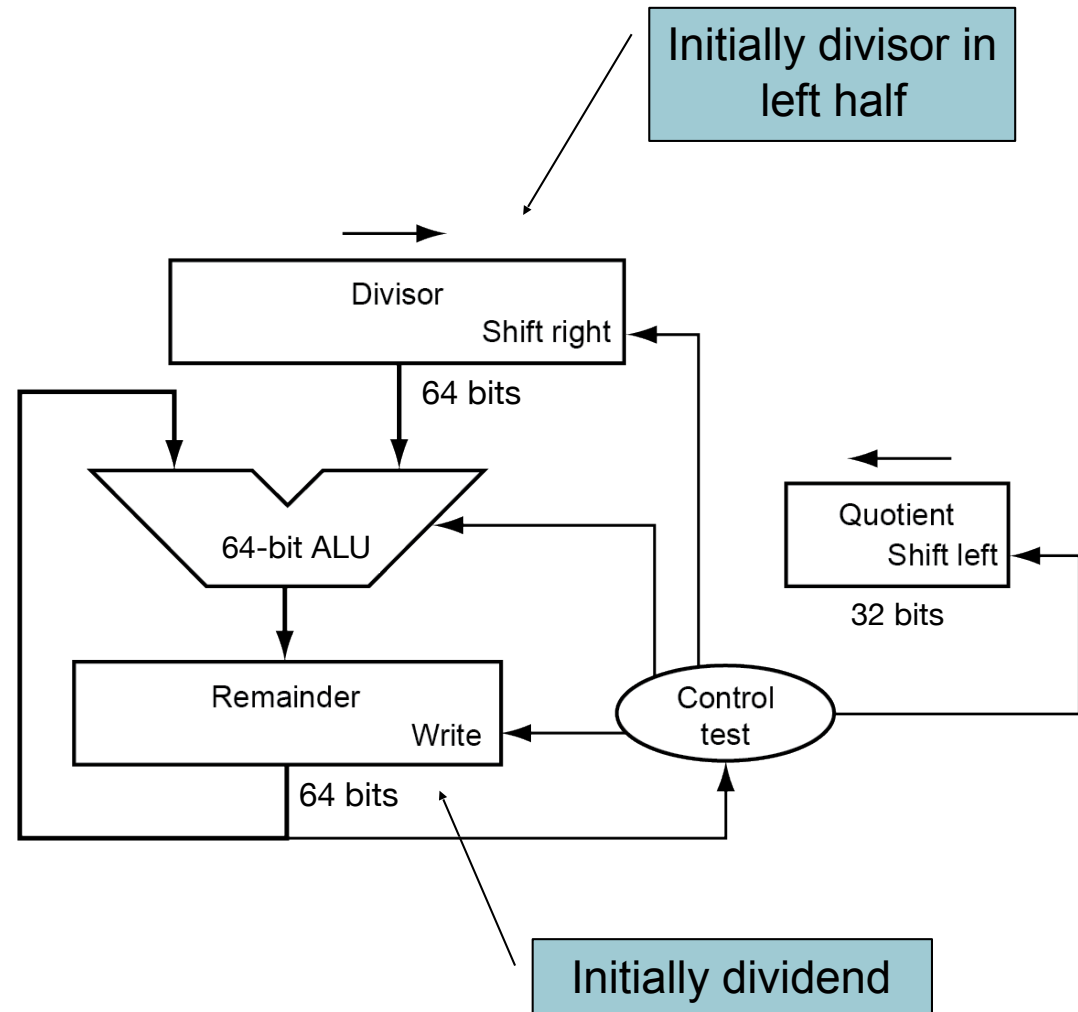 Initially divisor in
left half
Divisor
Shift right
64 bits
64-bit ALU
Quotient
Shift left
32 bits
Remainder
Write
Control
test
64 bits
Initially dividend